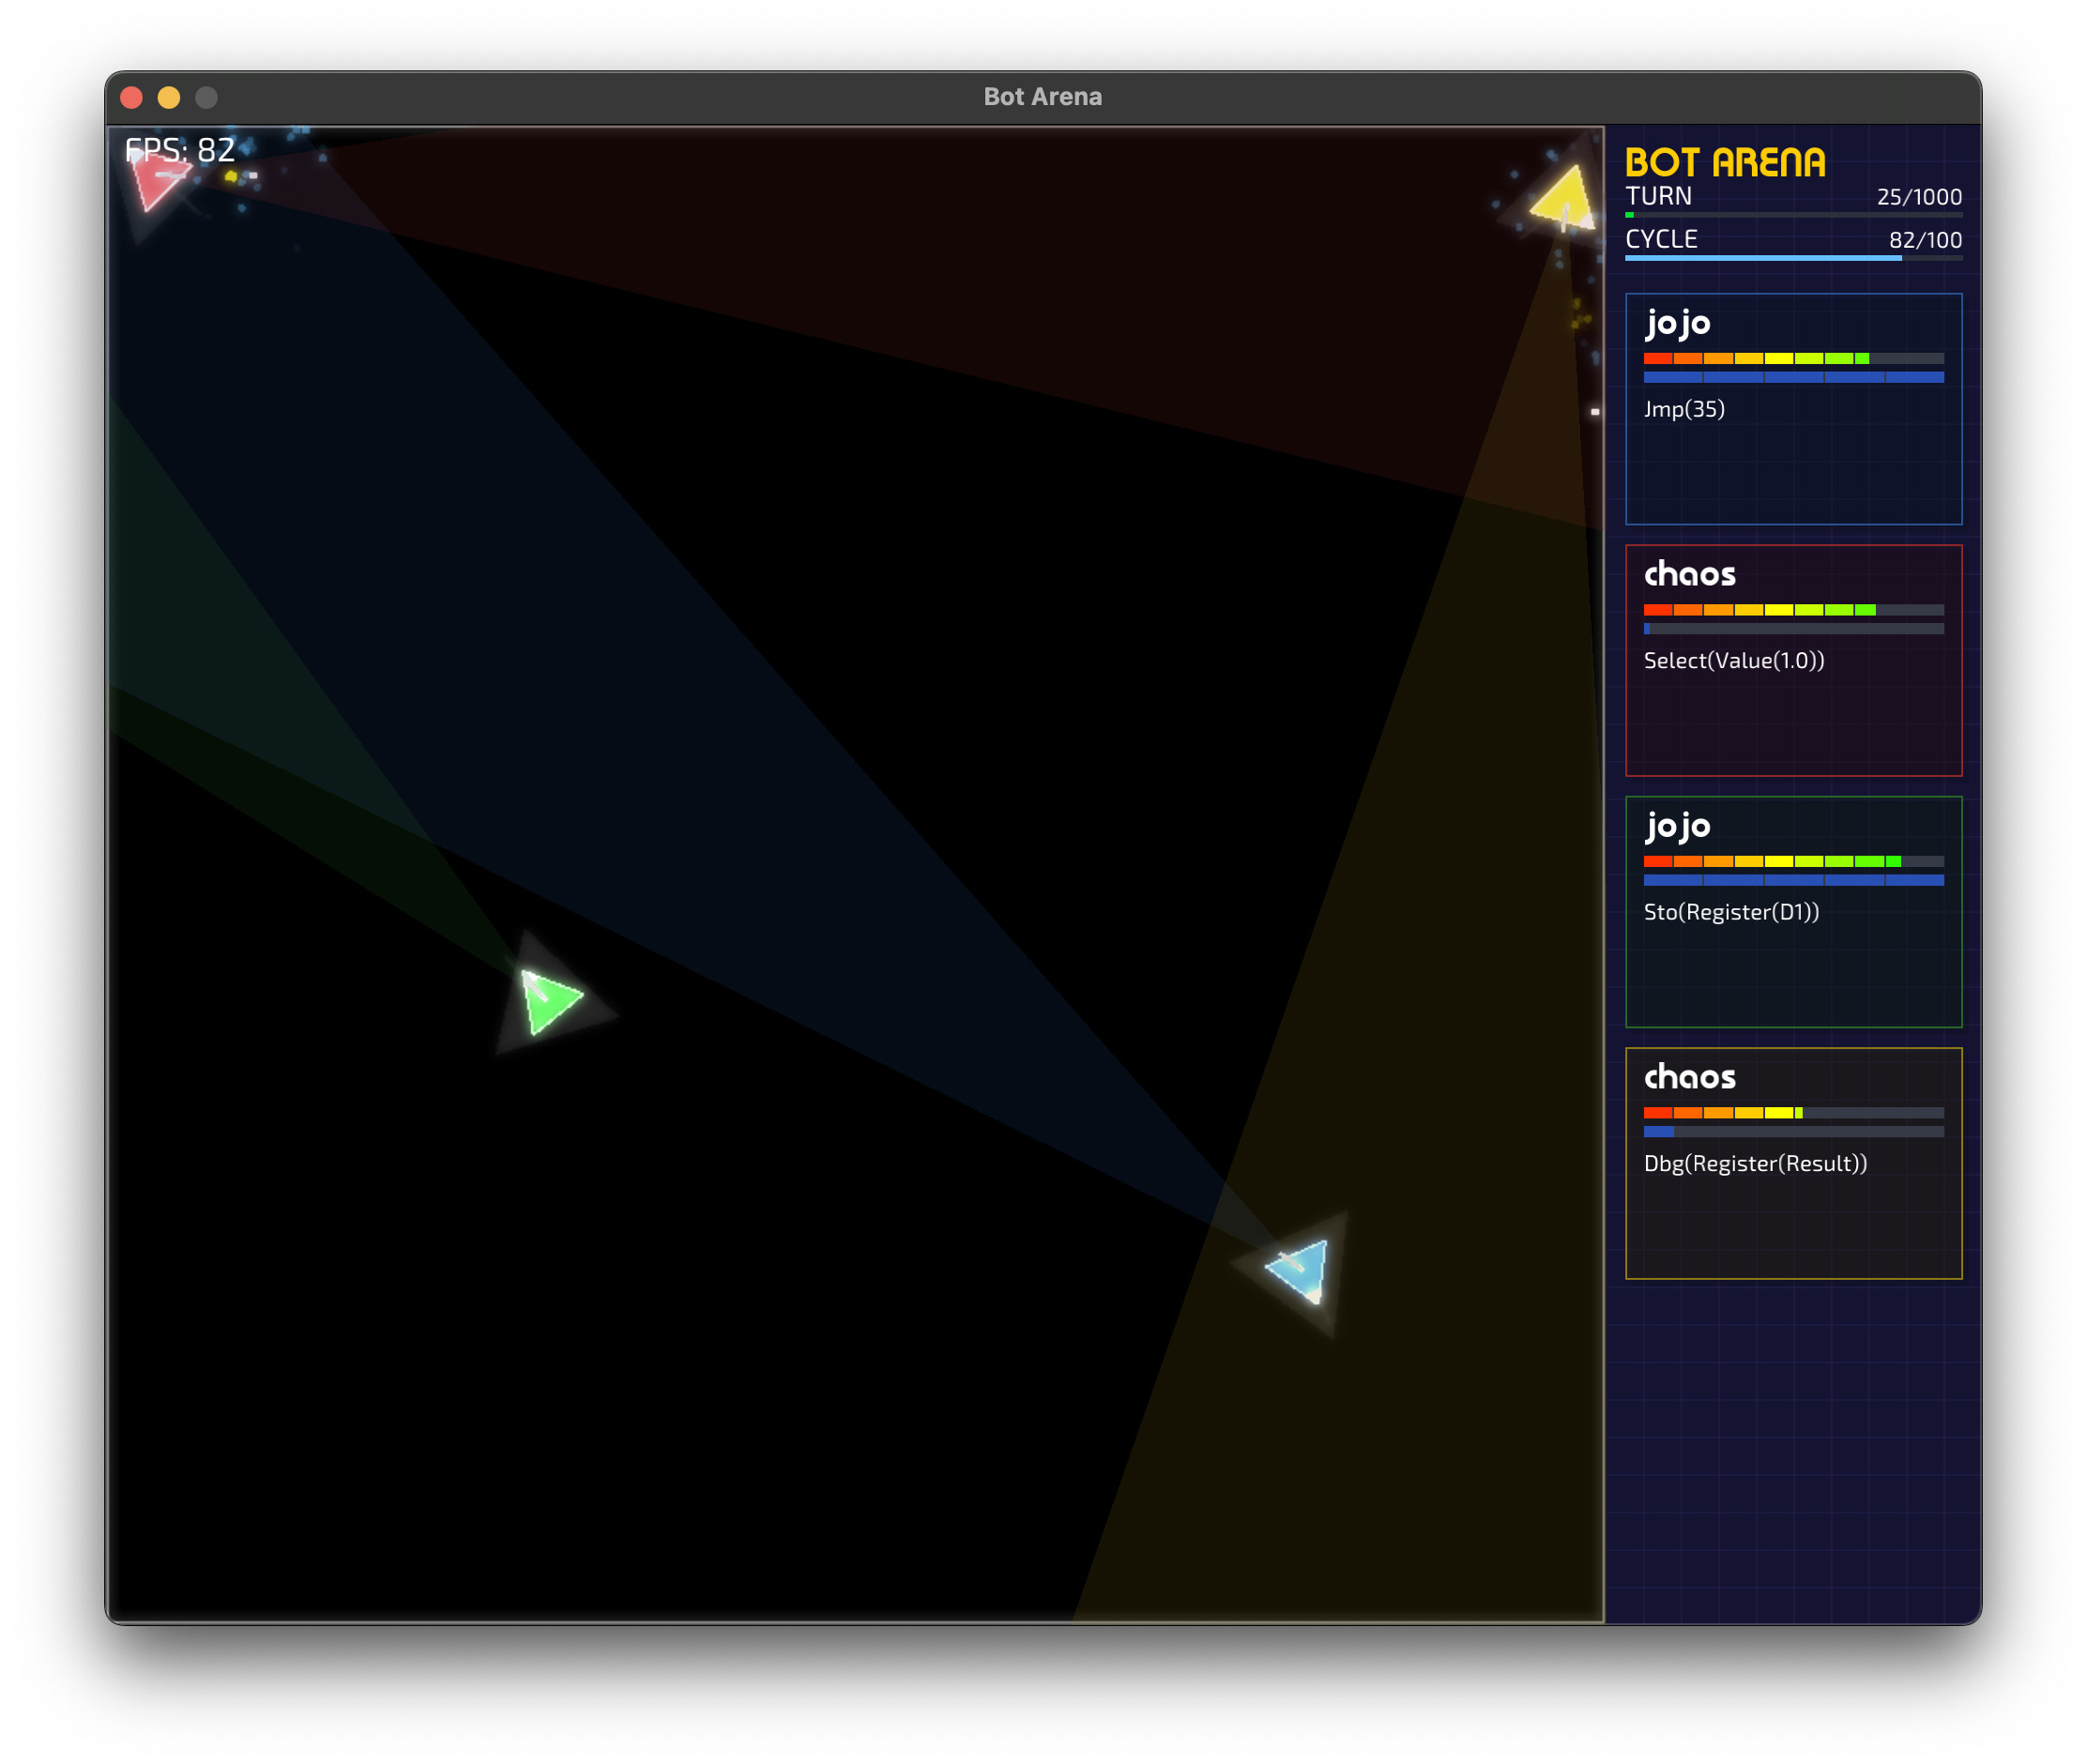 Bot Arena
FPS: 82
BOT ARENA
TURN 25/1000
CYCLE 82/100
jojo
Jmp(35)
chaos
Select(Value(1.0))
jojo
Sto(Register(D1))
chaos
Dbg(Register(Result))